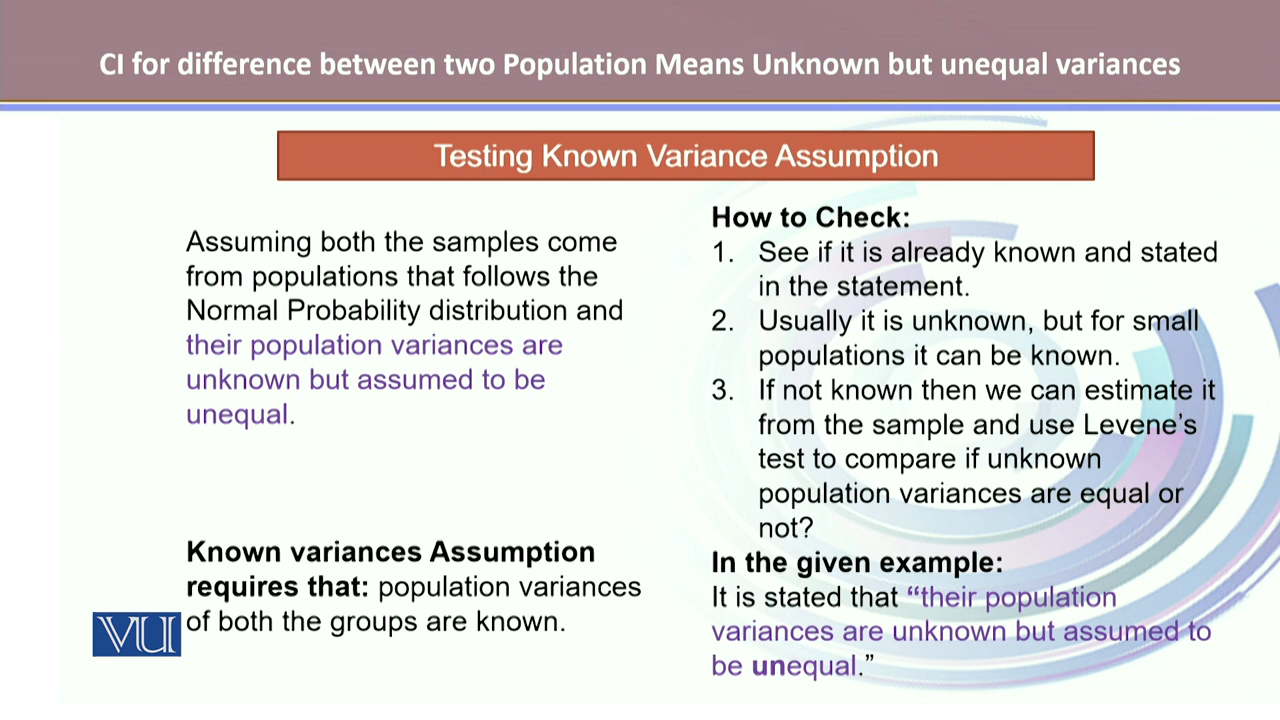 CI for difference between two Population Means Unknown but unequal variances
Testing Known Variance Assumption
Assuming both the samples come
from populations that follows the
Normal Probability distribution and
their population variances are
unknown but assumed to be
unequal.
Known variances Assumption
requires that: population variances
of both the groups are known.
VU
How to Check:
1. See if it is already known and stated
in the statement.
2. Usually it is unknown, but for small
populations it can be known.
3. If not known then we can estimate it
from the sample and use Levene’s
test to compare if unknown
population variances are equal or
not?
In the given example:
It is stated that “their population
variances are unknown but assumed to
be unequal.”